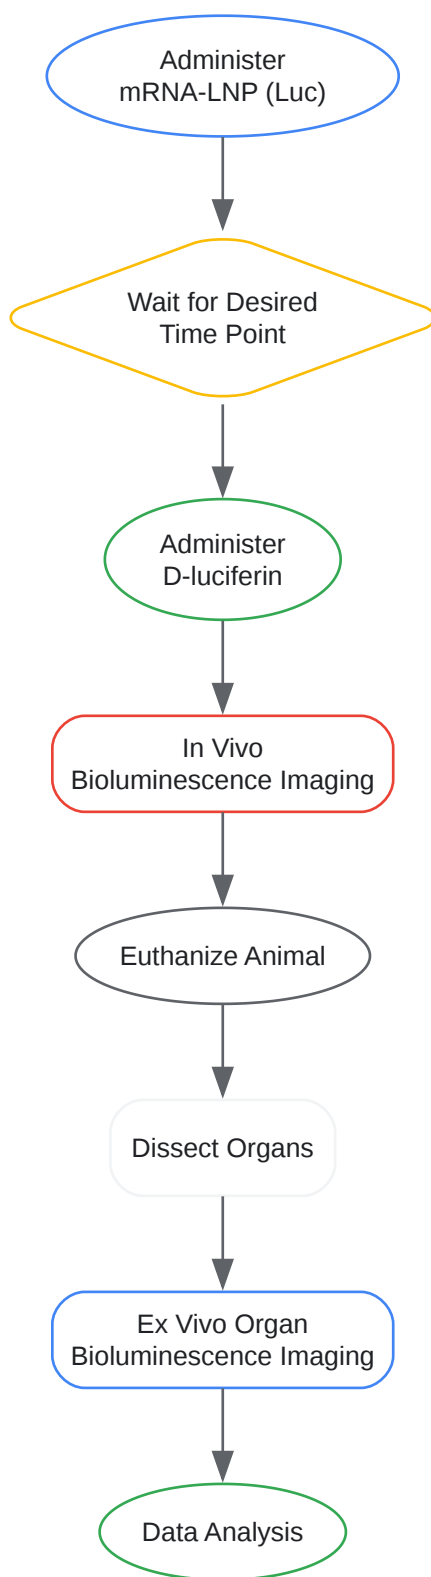 Administer
mRNA-LNP (Luc)
Wait for Desired
Time Point
Administer
D-luciferin
In Vivo
Bioluminescence Imaging
Euthanize Animal
Dissect Organs
Ex Vivo Organ
Bioluminescence Imaging
Data Analysis